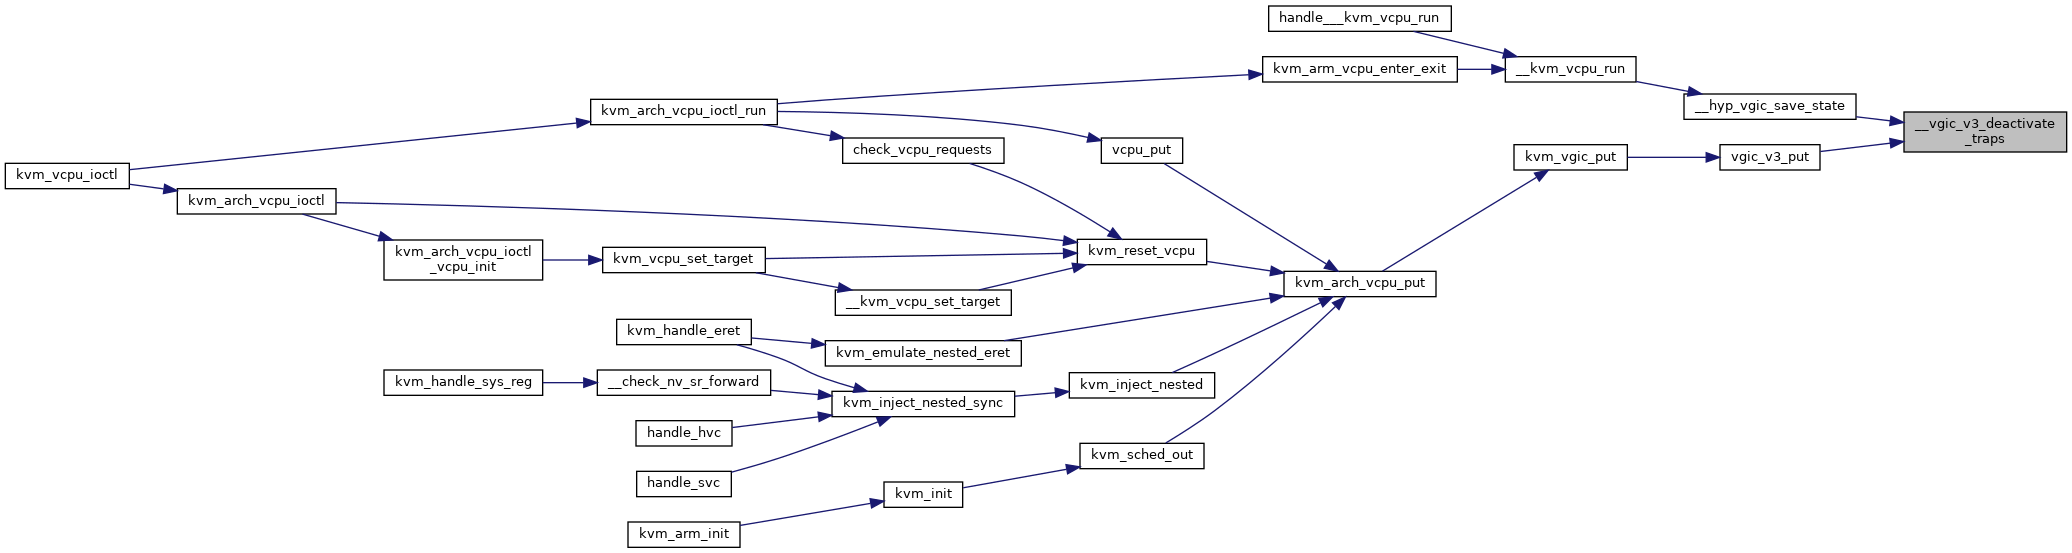 handle___kvm_vcpu_run
kvm_arm_vcpu_enter_exit
__kvm_vcpu_run
kvm_arch_vcpu_ioctl_run
__hyp_vgic_save_state
__vgic_v3_deactivate
_traps
check_vcpu_requests
vcpu_put
kvm_vgic_put
vgic_v3_put
kvm_vcpu_ioctl
kvm_arch_vcpu_ioctl
kvm_arch_vcpu_ioctl
_vcpu_init
kvm_vcpu_set_target
kvm_reset_vcpu
kvm_arch_vcpu_put
__kvm_vcpu_set_target
kvm_handle_eret
kvm_emulate_nested_eret
kvm_handle_sys_reg
__check_nv_sr_forward
kvm_inject_nested
kvm_inject_nested_sync
handle_hvc
kvm_sched_out
handle_svc
kvm_init
kvm_arm_init